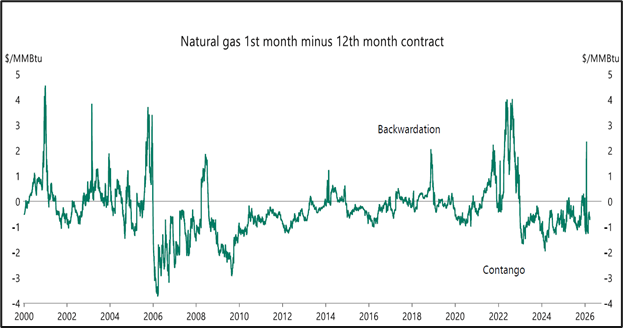 Natural gas 1st month minus 12th month contract
$/MMBtu $/MMBtu
5 5
4 4
3 3
Backwardation
2 2
1 1
0 0
-1 -1
-2 -2
Contango
-3 -3
-4 -4
2000 2002 2004 2006 2008 2010 2012 2014 2016 2018 2020 2022 2024 2026